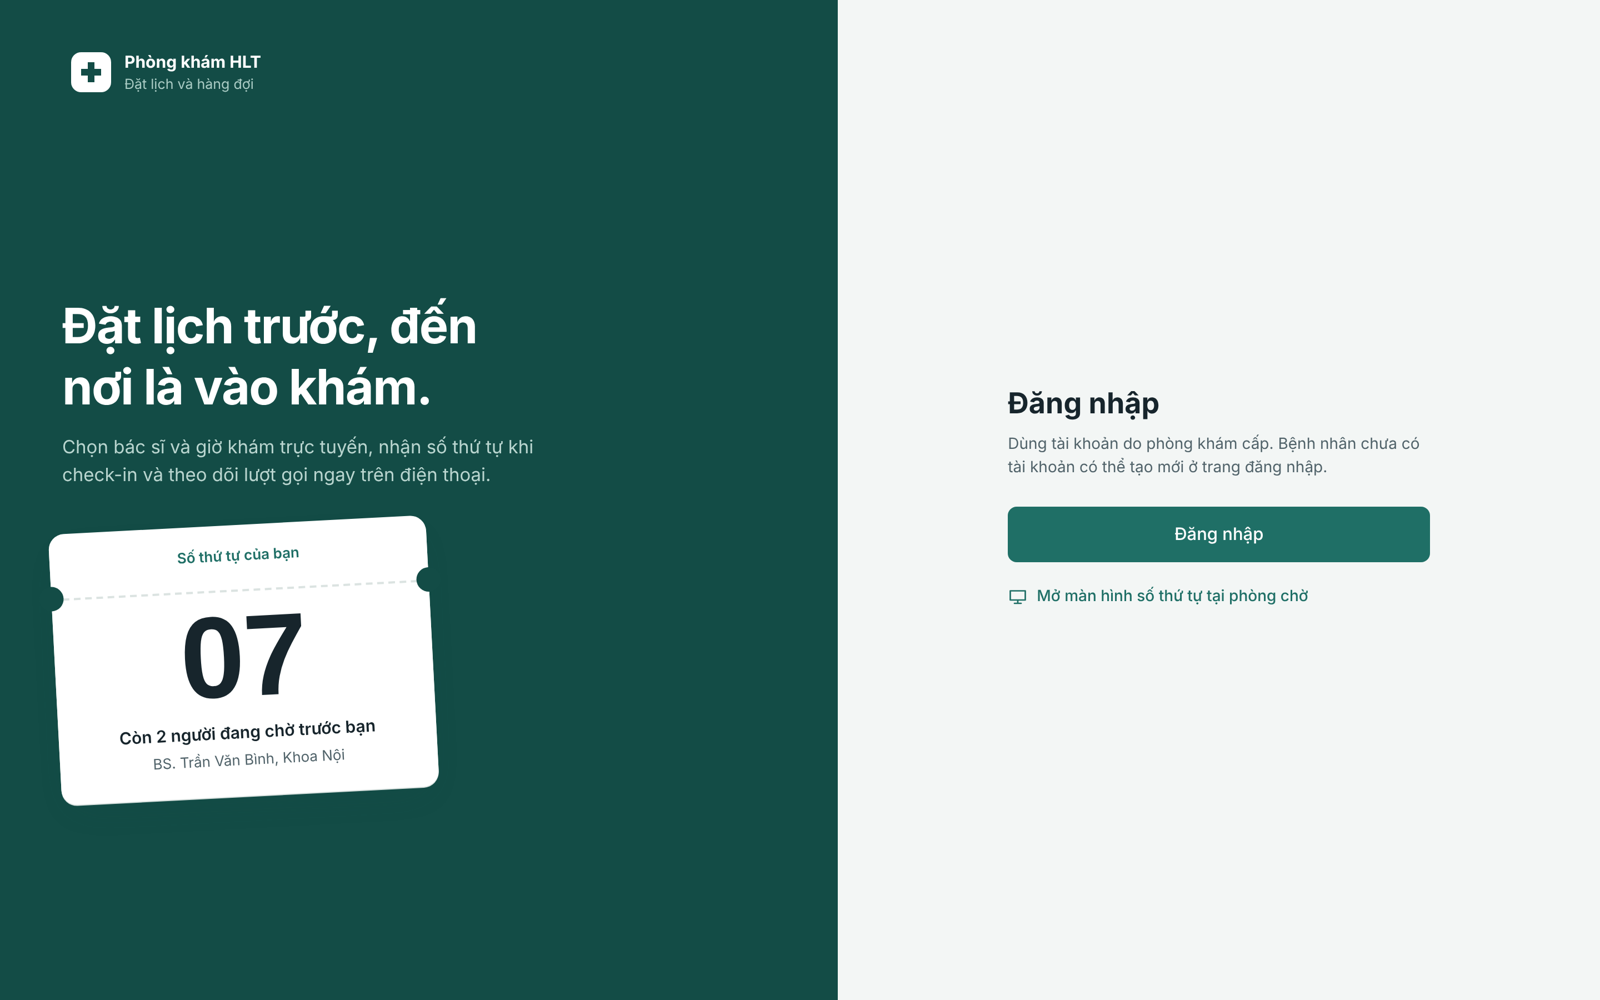 Phòng khám HLT
Đặt lịch và hàng đợi
Đặt lịch trước, đến
nơi là vào khám.
Chọn bác sĩ và giờ khám trực tuyến, nhận số thứ tự khi
check-in và theo dõi lượt gọi ngay trên điện thoại.
Số thứ tự của bạn
07
Còn 2 người đang chờ trước bạn
BS. Trần Văn Bình, Khoa Nội
Đăng nhập
Dùng tài khoản do phòng khám cấp. Bệnh nhân chưa có
tài khoản có thể tạo mới ở trang đăng nhập.
Đăng nhập
Mở màn hình số thứ tự tại phòng chờ